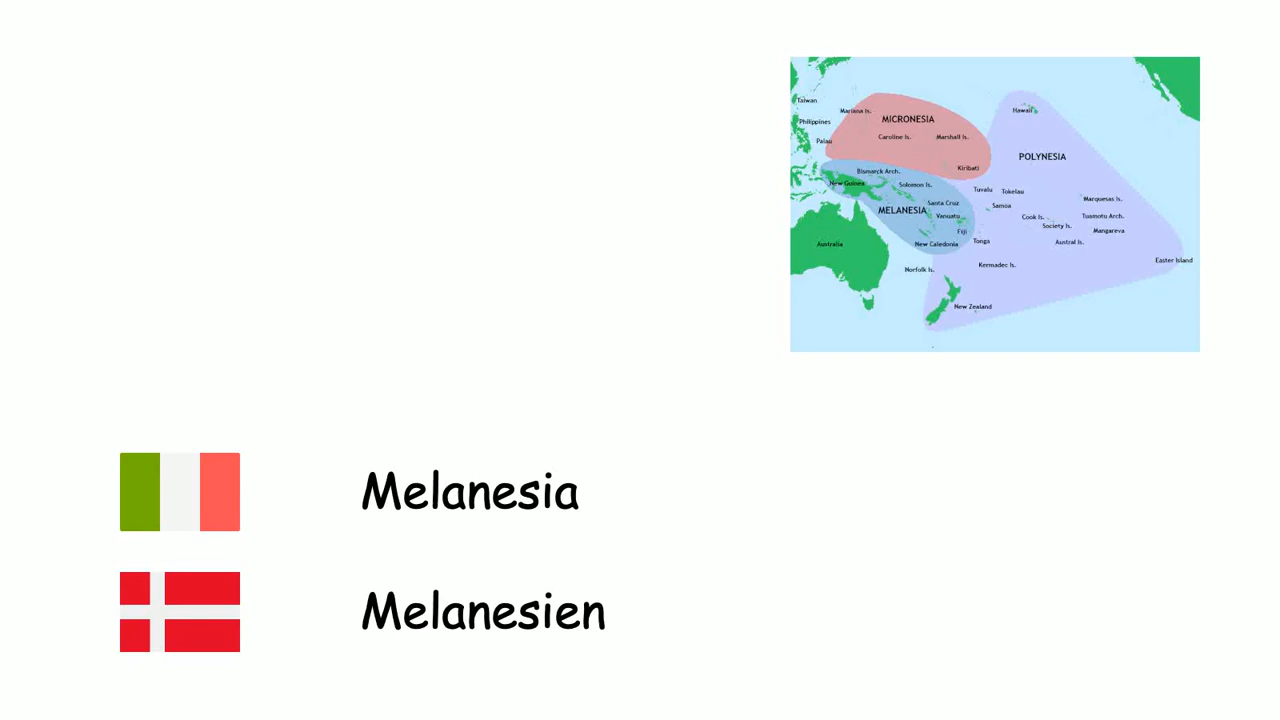 Taiwan
Mariana Is.
Hawaii
Philippines
MICRONESIA
Palau
Caroline Is.
Marshall Is.
POLYNESIA
Bismarck Arch.
Kiribati
New Guinea
Solomon Is.
Tuvalu
Tokelau
MELANESIA
Santa Cruz
Samoa
Marquesas Is.
Vanuatu
Cook Is.
Society Is.
Tuamotu Arch.
Fiji
Mangareva
Australia
New Caledonia
Tonga
Austral Is.
Norfolk Is.
Kermadec Is.
Easter Island
New Zealand
Melanesia
Melanesien